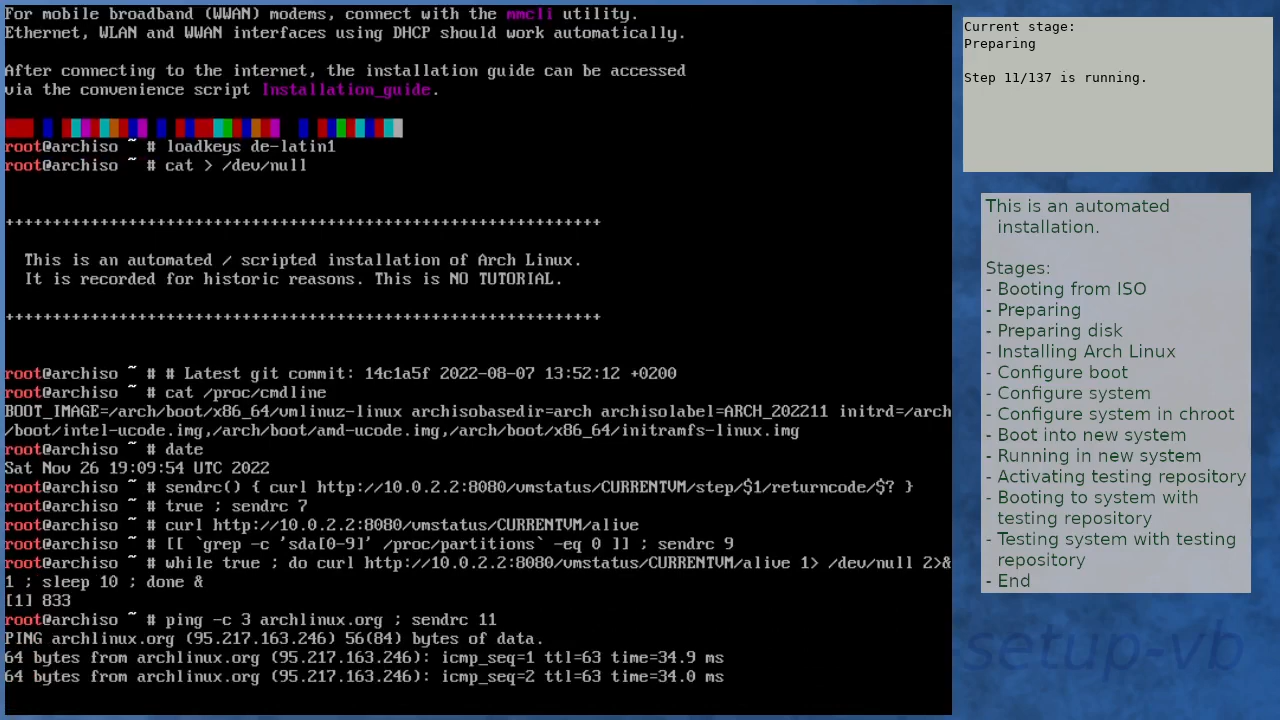 For mobile broadband (WWAN) modems, connect with the mmcli utility.
Ethernet, WLAN and WWAN interfaces using DHCP should work automatically.
After connecting to the internet, the installation guide can be accessed
via the convenience script Installation_guide.
root@archiso ~ # loadkeys de-latin1
root@archiso ~ # cat > /dev/null
+++++++++++++++++++++++++++++++++++++++++++++++++++++++++++++++
This is an automated / scripted installation of Arch Linux.
It is recorded for historic reasons. This is NO TUTORIAL.
+++++++++++++++++++++++++++++++++++++++++++++++++++++++++++++++
root@archiso ~ # # Latest git commit: 14c1a5f 2022-08-07 13:52:12 +0200
root@archiso ~ # cat /proc/cmdline
BOOT_IMAGE=/arch/boot/x86_64/vmlinuz-linux archisobasedir=arch archisolabel=ARCH_202211 initrd=/arch
/boot/intel-ucode.img,/arch/boot/amd-ucode.img,/arch/boot/x86_64/initramfs-linux.img
root@archiso ~ # date
Sat Nov 26 19:09:54 UTC 2022
root@archiso ~ # sendrc() { curl http://10.0.2.2:8080/vmstatus/CURRENTVM/step/$1/returncode/$? }
root@archiso ~ # true ; sendrc 7
root@archiso ~ # curl http://10.0.2.2:8080/vmstatus/CURRENTVM/alive
root@archiso ~ # [[ `grep -c 'sda[0-9]' /proc/partitions` -eq 0 ]] ; sendrc 9
root@archiso ~ # while true ; do curl http://10.0.2.2:8080/vmstatus/CURRENTVM/alive 1> /dev/null 2>&
1 ; sleep 10 ; done &
[1] 833
root@archiso ~ # ping -c 3 archlinux.org ; sendrc 11
PING archlinux.org (95.217.163.246) 56(84) bytes of data.
64 bytes from archlinux.org (95.217.163.246): icmp_seq=1 ttl=63 time=34.9 ms
64 bytes from archlinux.org (95.217.163.246): icmp_seq=2 ttl=63 time=34.0 ms
Current stage:
Preparing
Step 11/137 is running.
This is an automated
installation.
Stages:
- Booting from ISO
- Preparing
- Preparing disk
- Installing Arch Linux
- Configure boot
- Configure system
- Configure system in chroot
- Boot into new system
- Running in new system
- Activating testing repository
- Booting to system with
testing repository
- Testing system with testing
repository
- End
setup-vb